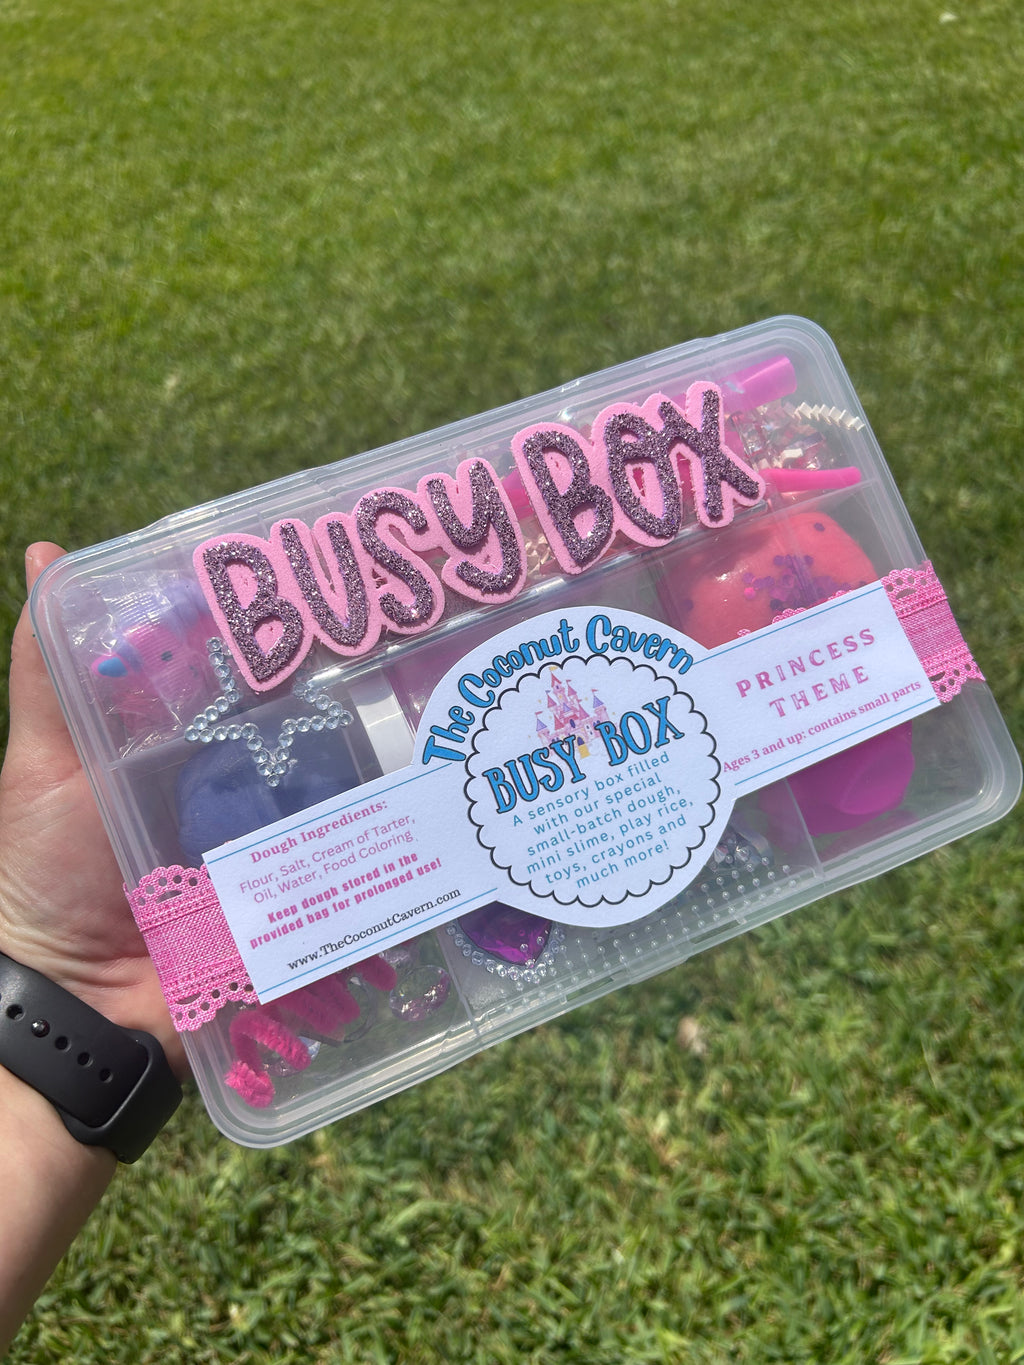 BUSY BOX
The Coconut Cavern
BUSY BOX
A sensory box filled
with our special
small-batch dough,
mini slime, play rice,
toys, crayons and
much more!
PRINCESS
THEME
Ages 3 and up: contains small parts
Dough Ingredients:
Flour, Salt, Cream of Tarter,
Oil, Water, Food Coloring
Keep dough stored in the
provided bag for prolonged use!
www.TheCoconutCavern.com